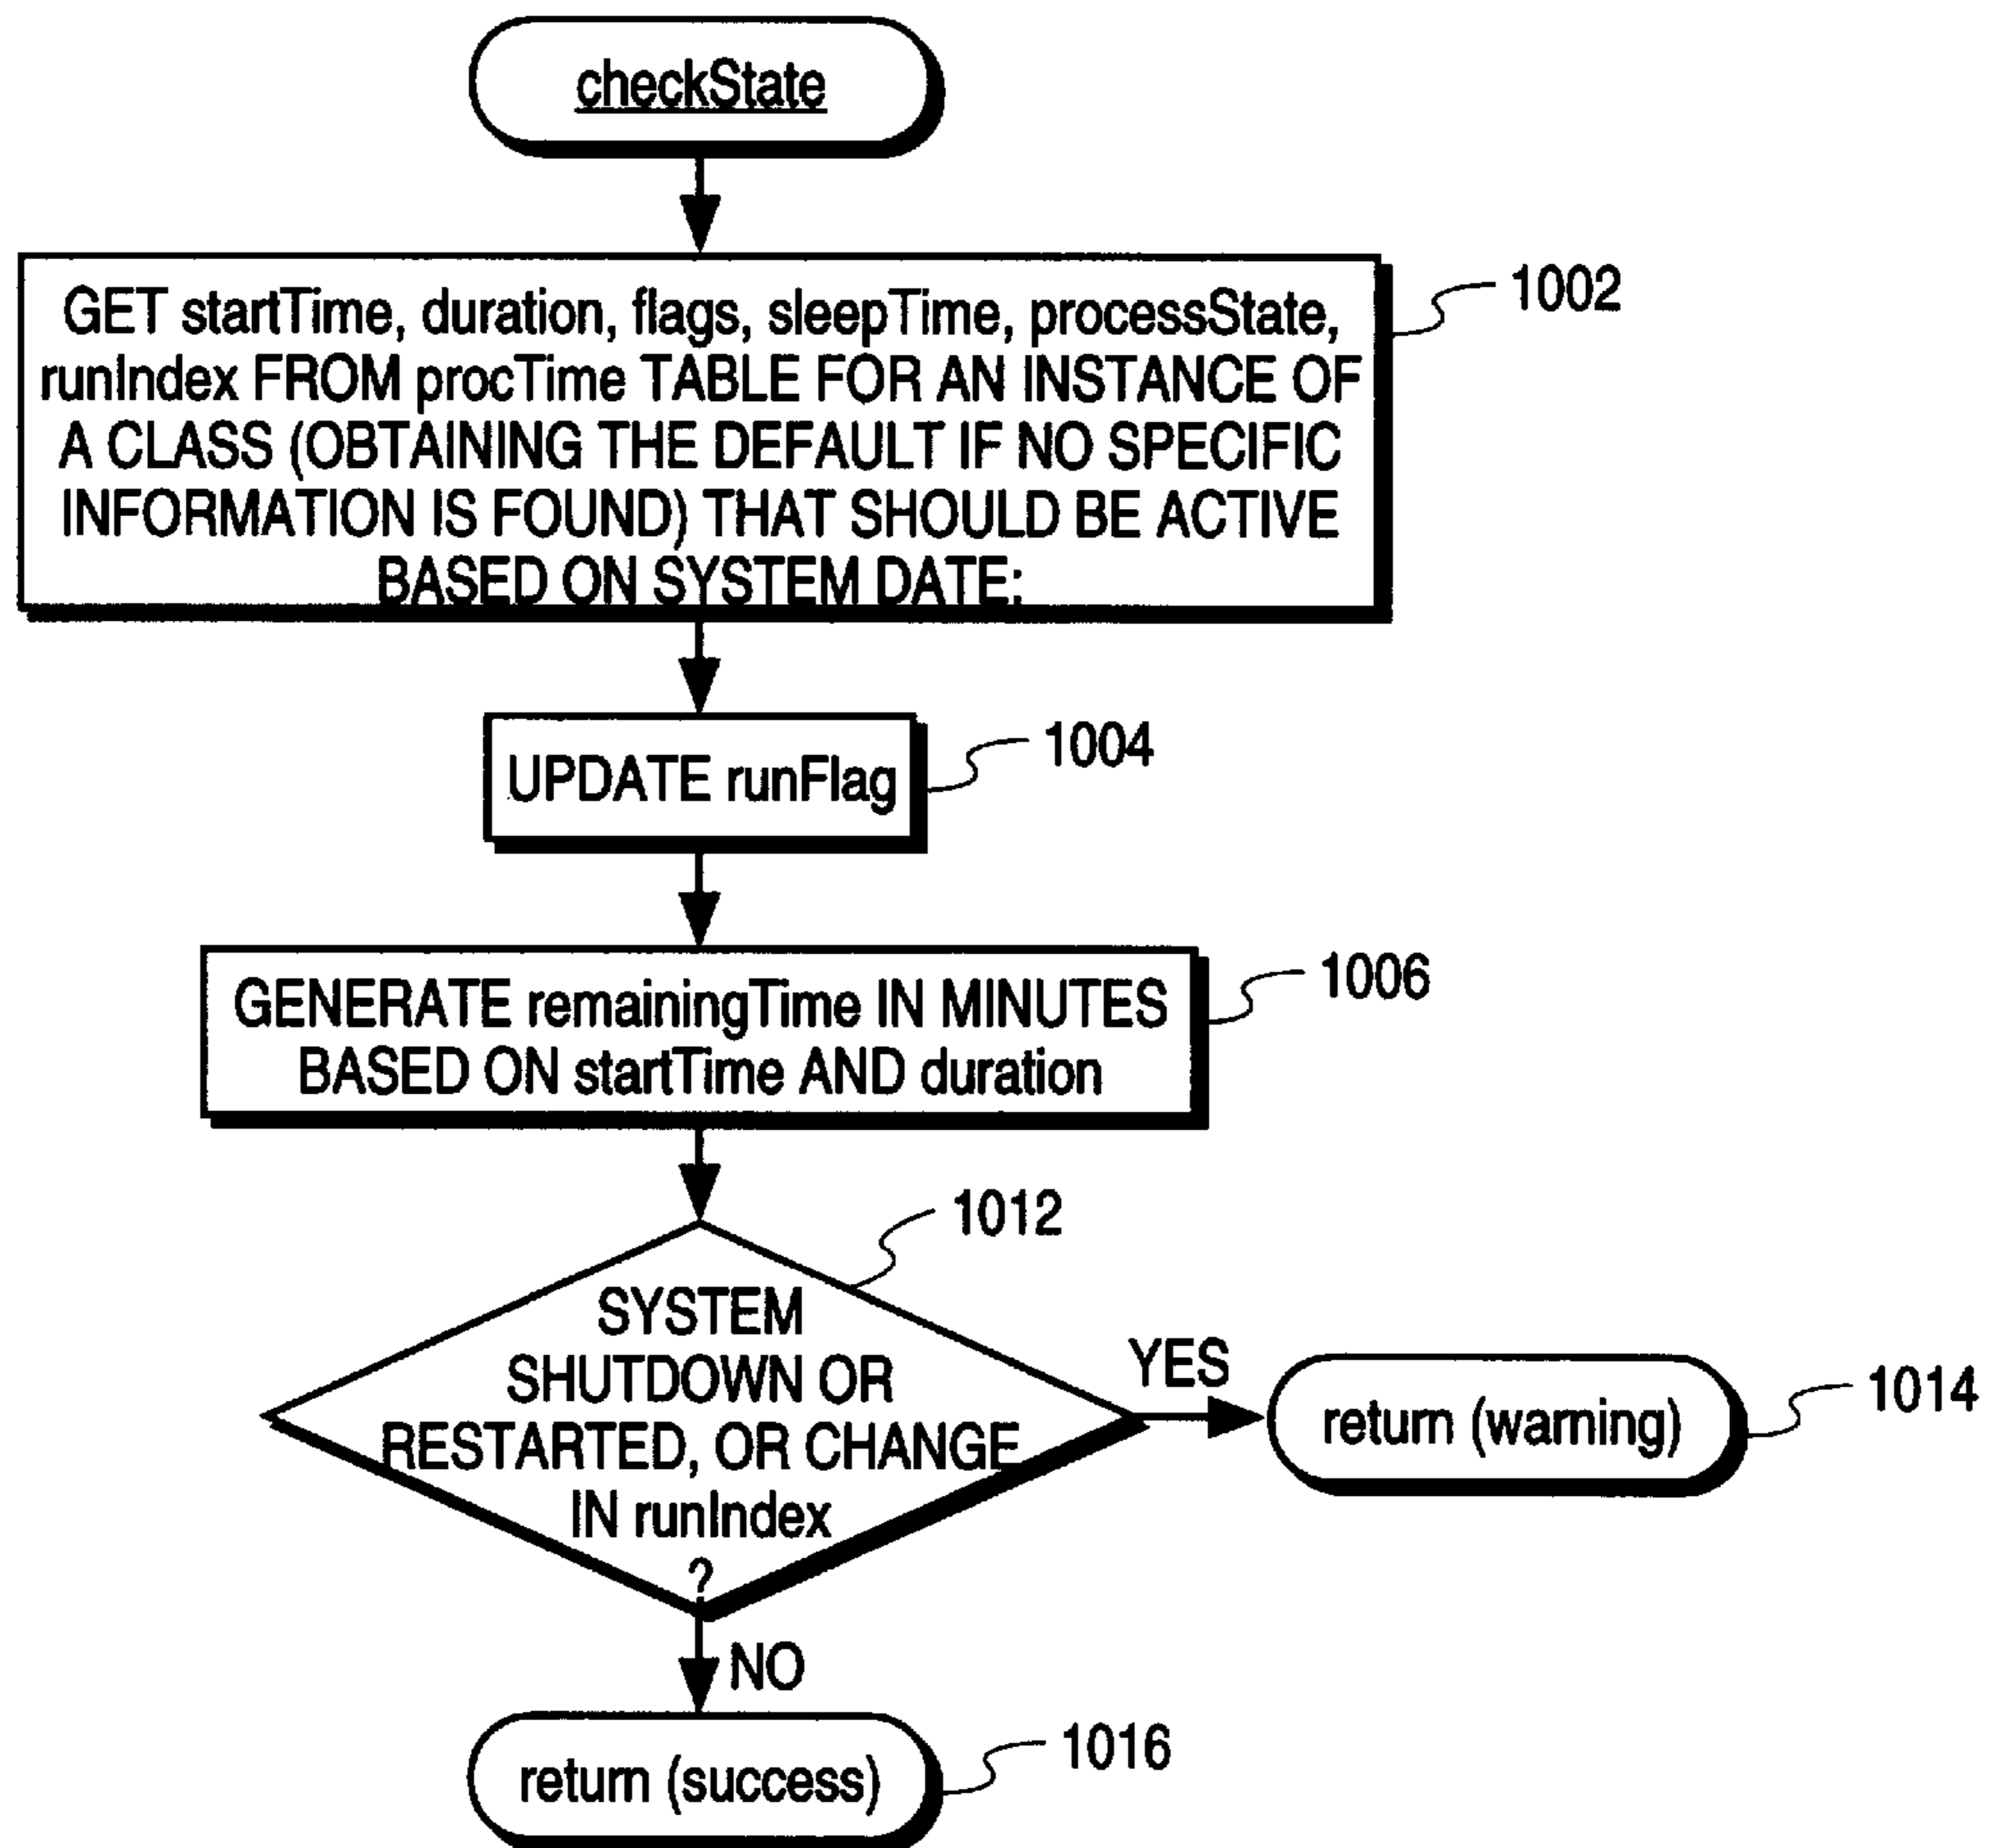 checkState
GET startTime, duration, flags, sleepTime, processState,
runIndex FROM procTime TABLE FOR AN INSTANCE OF
A CLASS (OBTAINING THE DEFAULT IF NO SPECIFIC
INFORMATION IS FOUND) THAT SHOULD BE ACTIVE
BASED ON SYSTEM DATE;
1002
UPDATE runFlag
1004
GENERATE remainingTime IN MINUTES
BASED ON startTime AND duration
1006
1012
SYSTEM
SHUTDOWN OR
RESTARTED, OR CHANGE
IN runIndex
?
YES
return (warning)
1014
NO
return (success)
1016